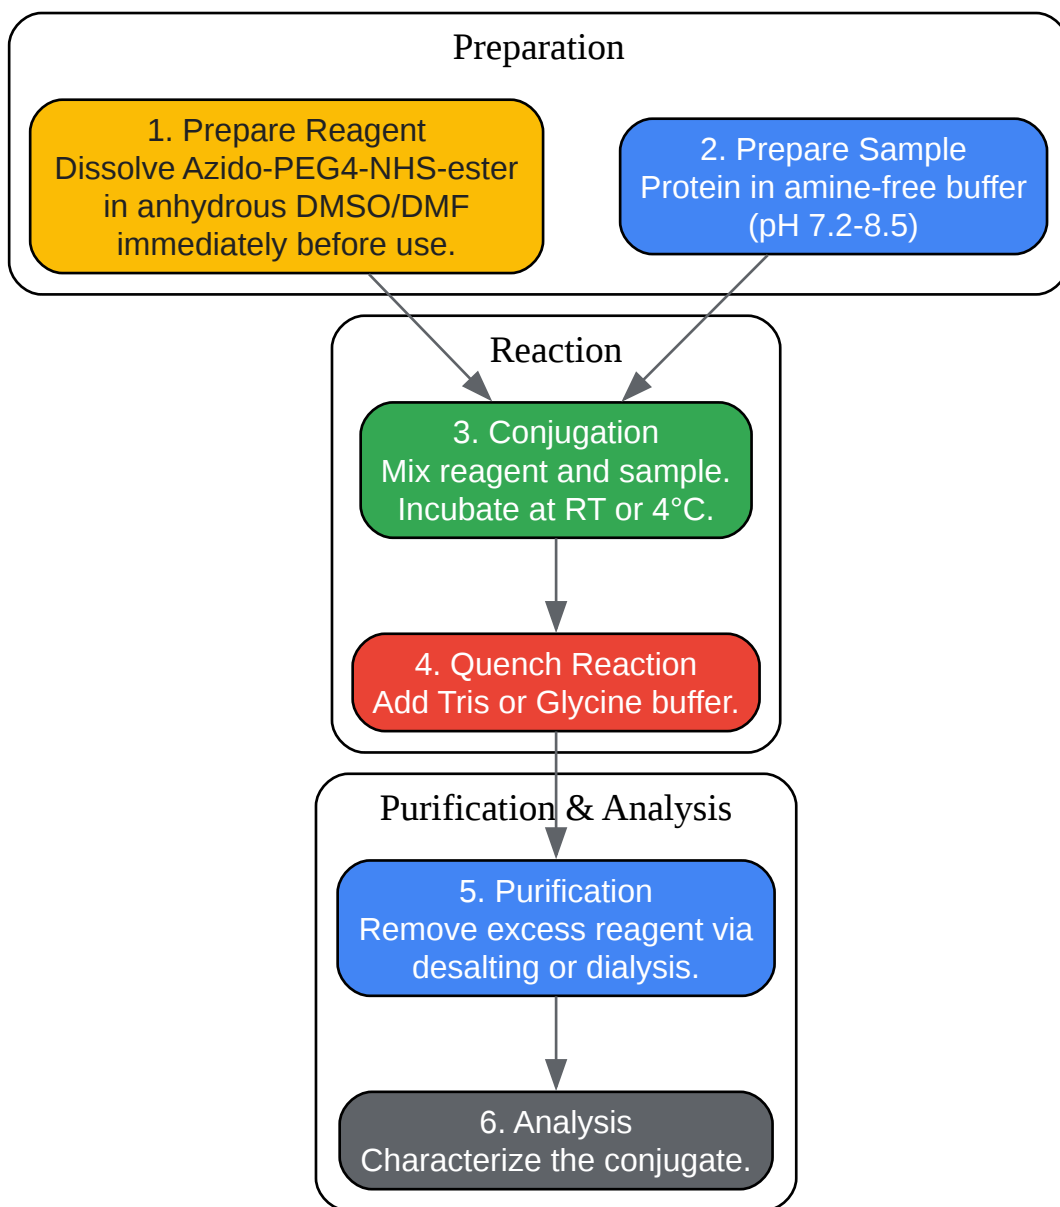 Preparation
1. Prepare Reagent
Dissolve Azido-PEG4-NHS-ester
in anhydrous DMSO/DMF
immediately before use.
2. Prepare Sample
Protein in amine-free buffer
(pH 7.2-8.5)
Reaction
3. Conjugation
Mix reagent and sample.
Incubate at RT or 4°C.
4. Quench Reaction
Add Tris or Glycine buffer.
Purification & Analysis
5. Purification
Remove excess reagent via
desalting or dialysis.
6. Analysis
Characterize the conjugate.